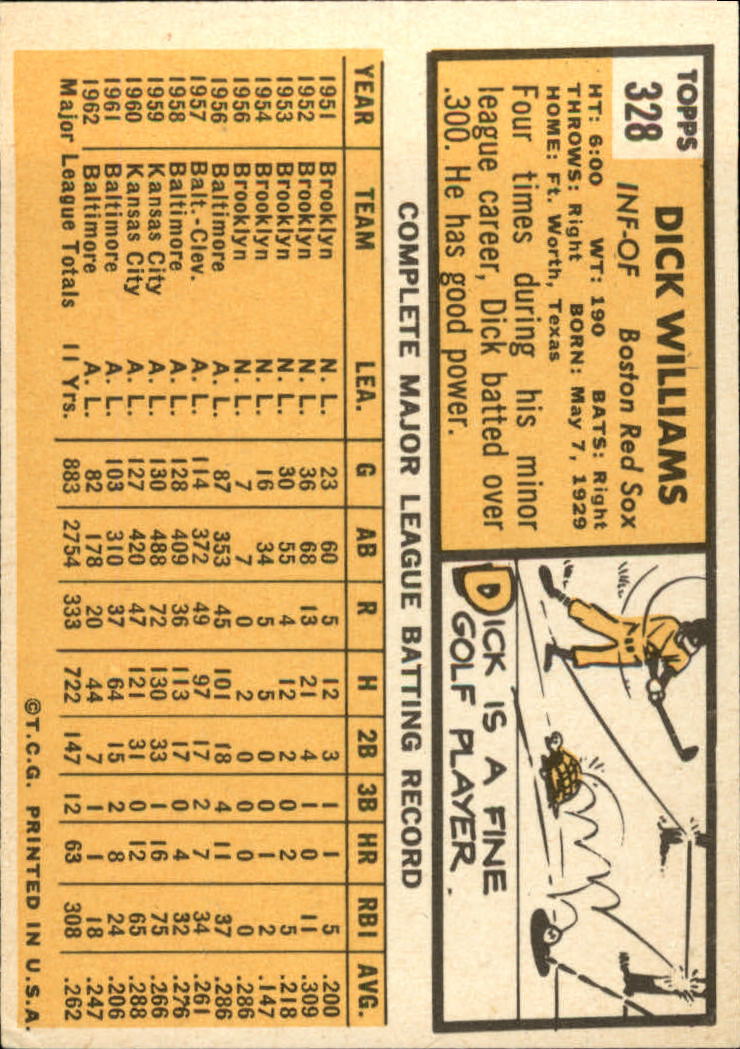 TOPPS
328
DICK WILLIAMS
INF-OF Boston Red Sox
HT: 6:00 WT: 190 BATS: Right
THROWS: Right BORN: May 7, 1929
HOME: Ft. Worth, Texas
Four times during his minor
league career, Dick batted over
.300. He has good power.
DICK IS A FINE
GOLF PLAYER.
COMPLETE MAJOR LEAGUE BATTING RECORD
YEAR TEAM LEA. G AB R H 2B 3B HR RBI AVG.
1951 Brooklyn N. L. 23 60 5 12 3 1 1 5 .200
1952 Brooklyn N. L. 36 68 13 21 4 1 0 11 .309
1953 Brooklyn N. L. 30 55 4 12 2 0 2 5 .218
1954 Brooklyn N. L. 16 34 5 5 0 0 1 2 .147
1956 Brooklyn N. L. 7 7 0 2 0 0 0 0 .286
1956 Baltimore A. L. 87 353 45 101 18 4 11 37 .286
1957 Balt.-Clev. A. L. 114 372 49 97 17 2 7 34 .261
1958 Baltimore A. L. 128 409 36 113 17 0 4 32 .276
1959 Kansas City A. L. 130 488 72 130 33 1 16 75 .266
1960 Kansas City A. L. 127 420 47 121 31 0 12 65 .288
1961 Baltimore A. L. 103 310 37 64 15 2 8 24 .206
1962 Baltimore A. L. 82 178 20 44 7 1 1 18 .247
Major League Totals 11 Yrs. 883 2754 333 722 147 12 63 308 .262
©T.C.G. PRINTED IN U.S.A.